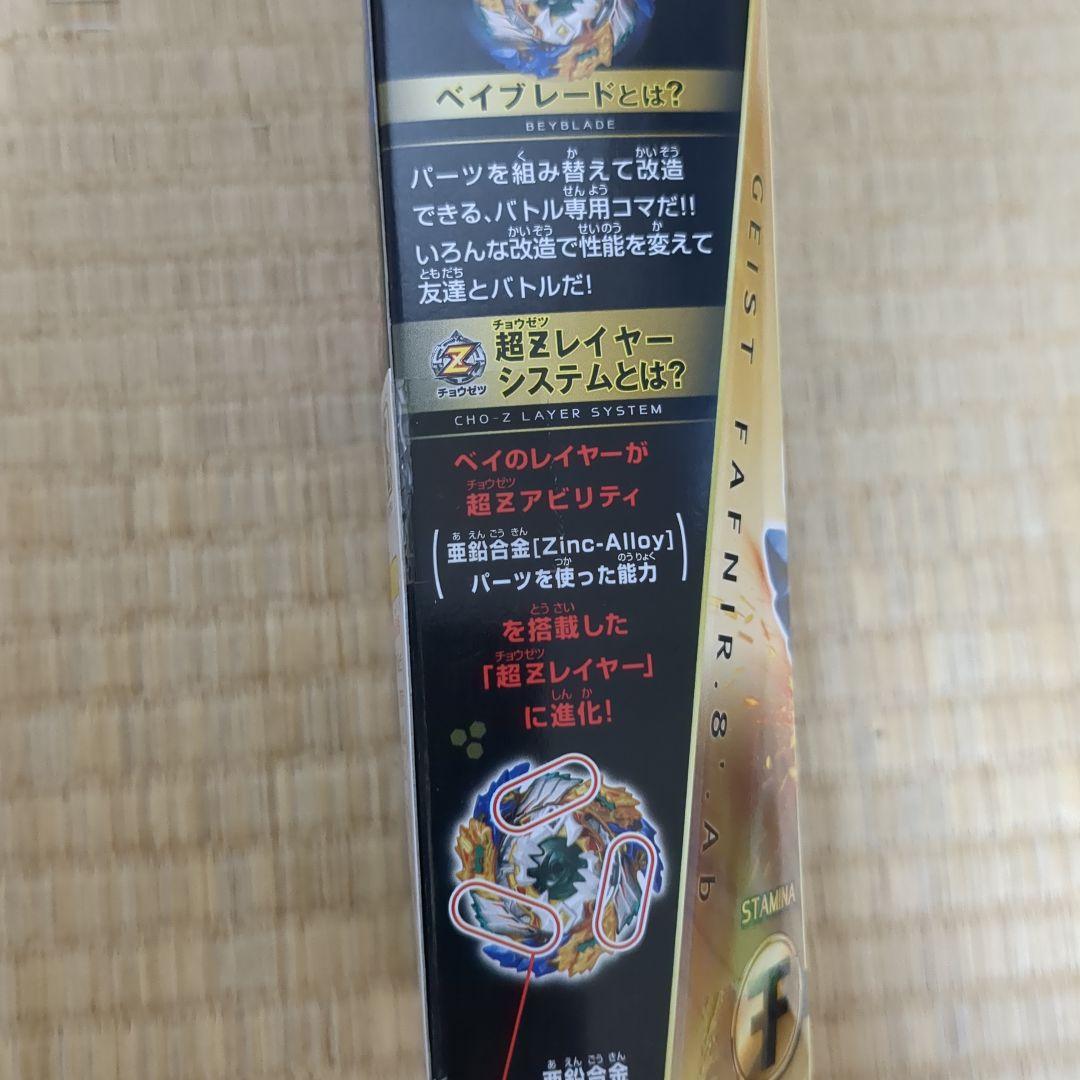 ベイブレードとは?
BEYBLADE
パーツを組み替えて改造
できる、バトル専用コマだ!!
いろんな改造で性能を変えて
友達とバトルだ!
超Zレイヤー
システムとは?
チョウゼツ
CHO-Z LAYER SYSTEM
ベイのレイヤーが
超Zアビリティ
(亜鉛合金[Zinc-Alloy]
パーツを使った能力)
を搭載した
「超Zレイヤー」
に進化!
亜鉛合金
GEIST FAFNIR.8'.Ab
STAMINA